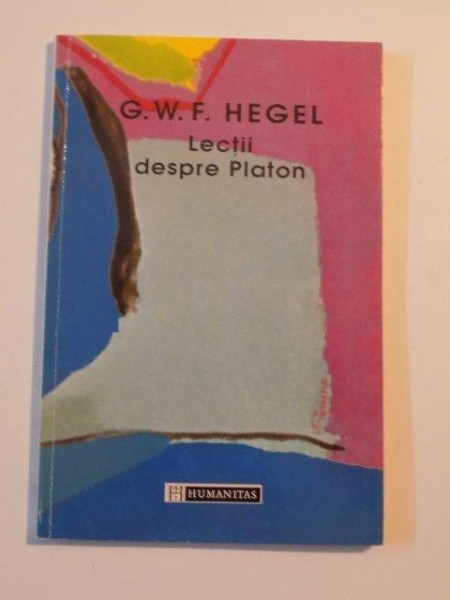 G.W.F. HEGEL
Lecții
despre Platon
HUMANITAS